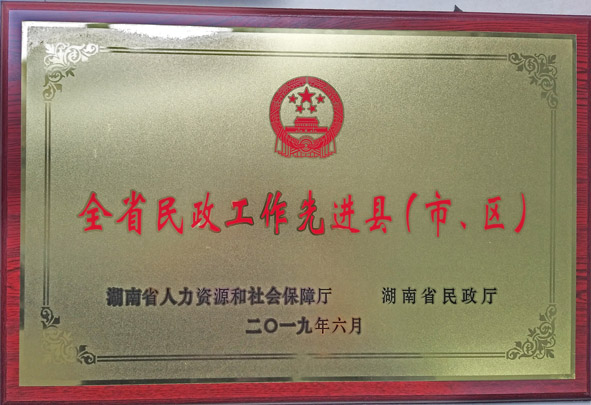 全省民政工作先进县(市、区)
湖南省人力资源和社会保障厅 湖南省民政厅
二〇一九年六月